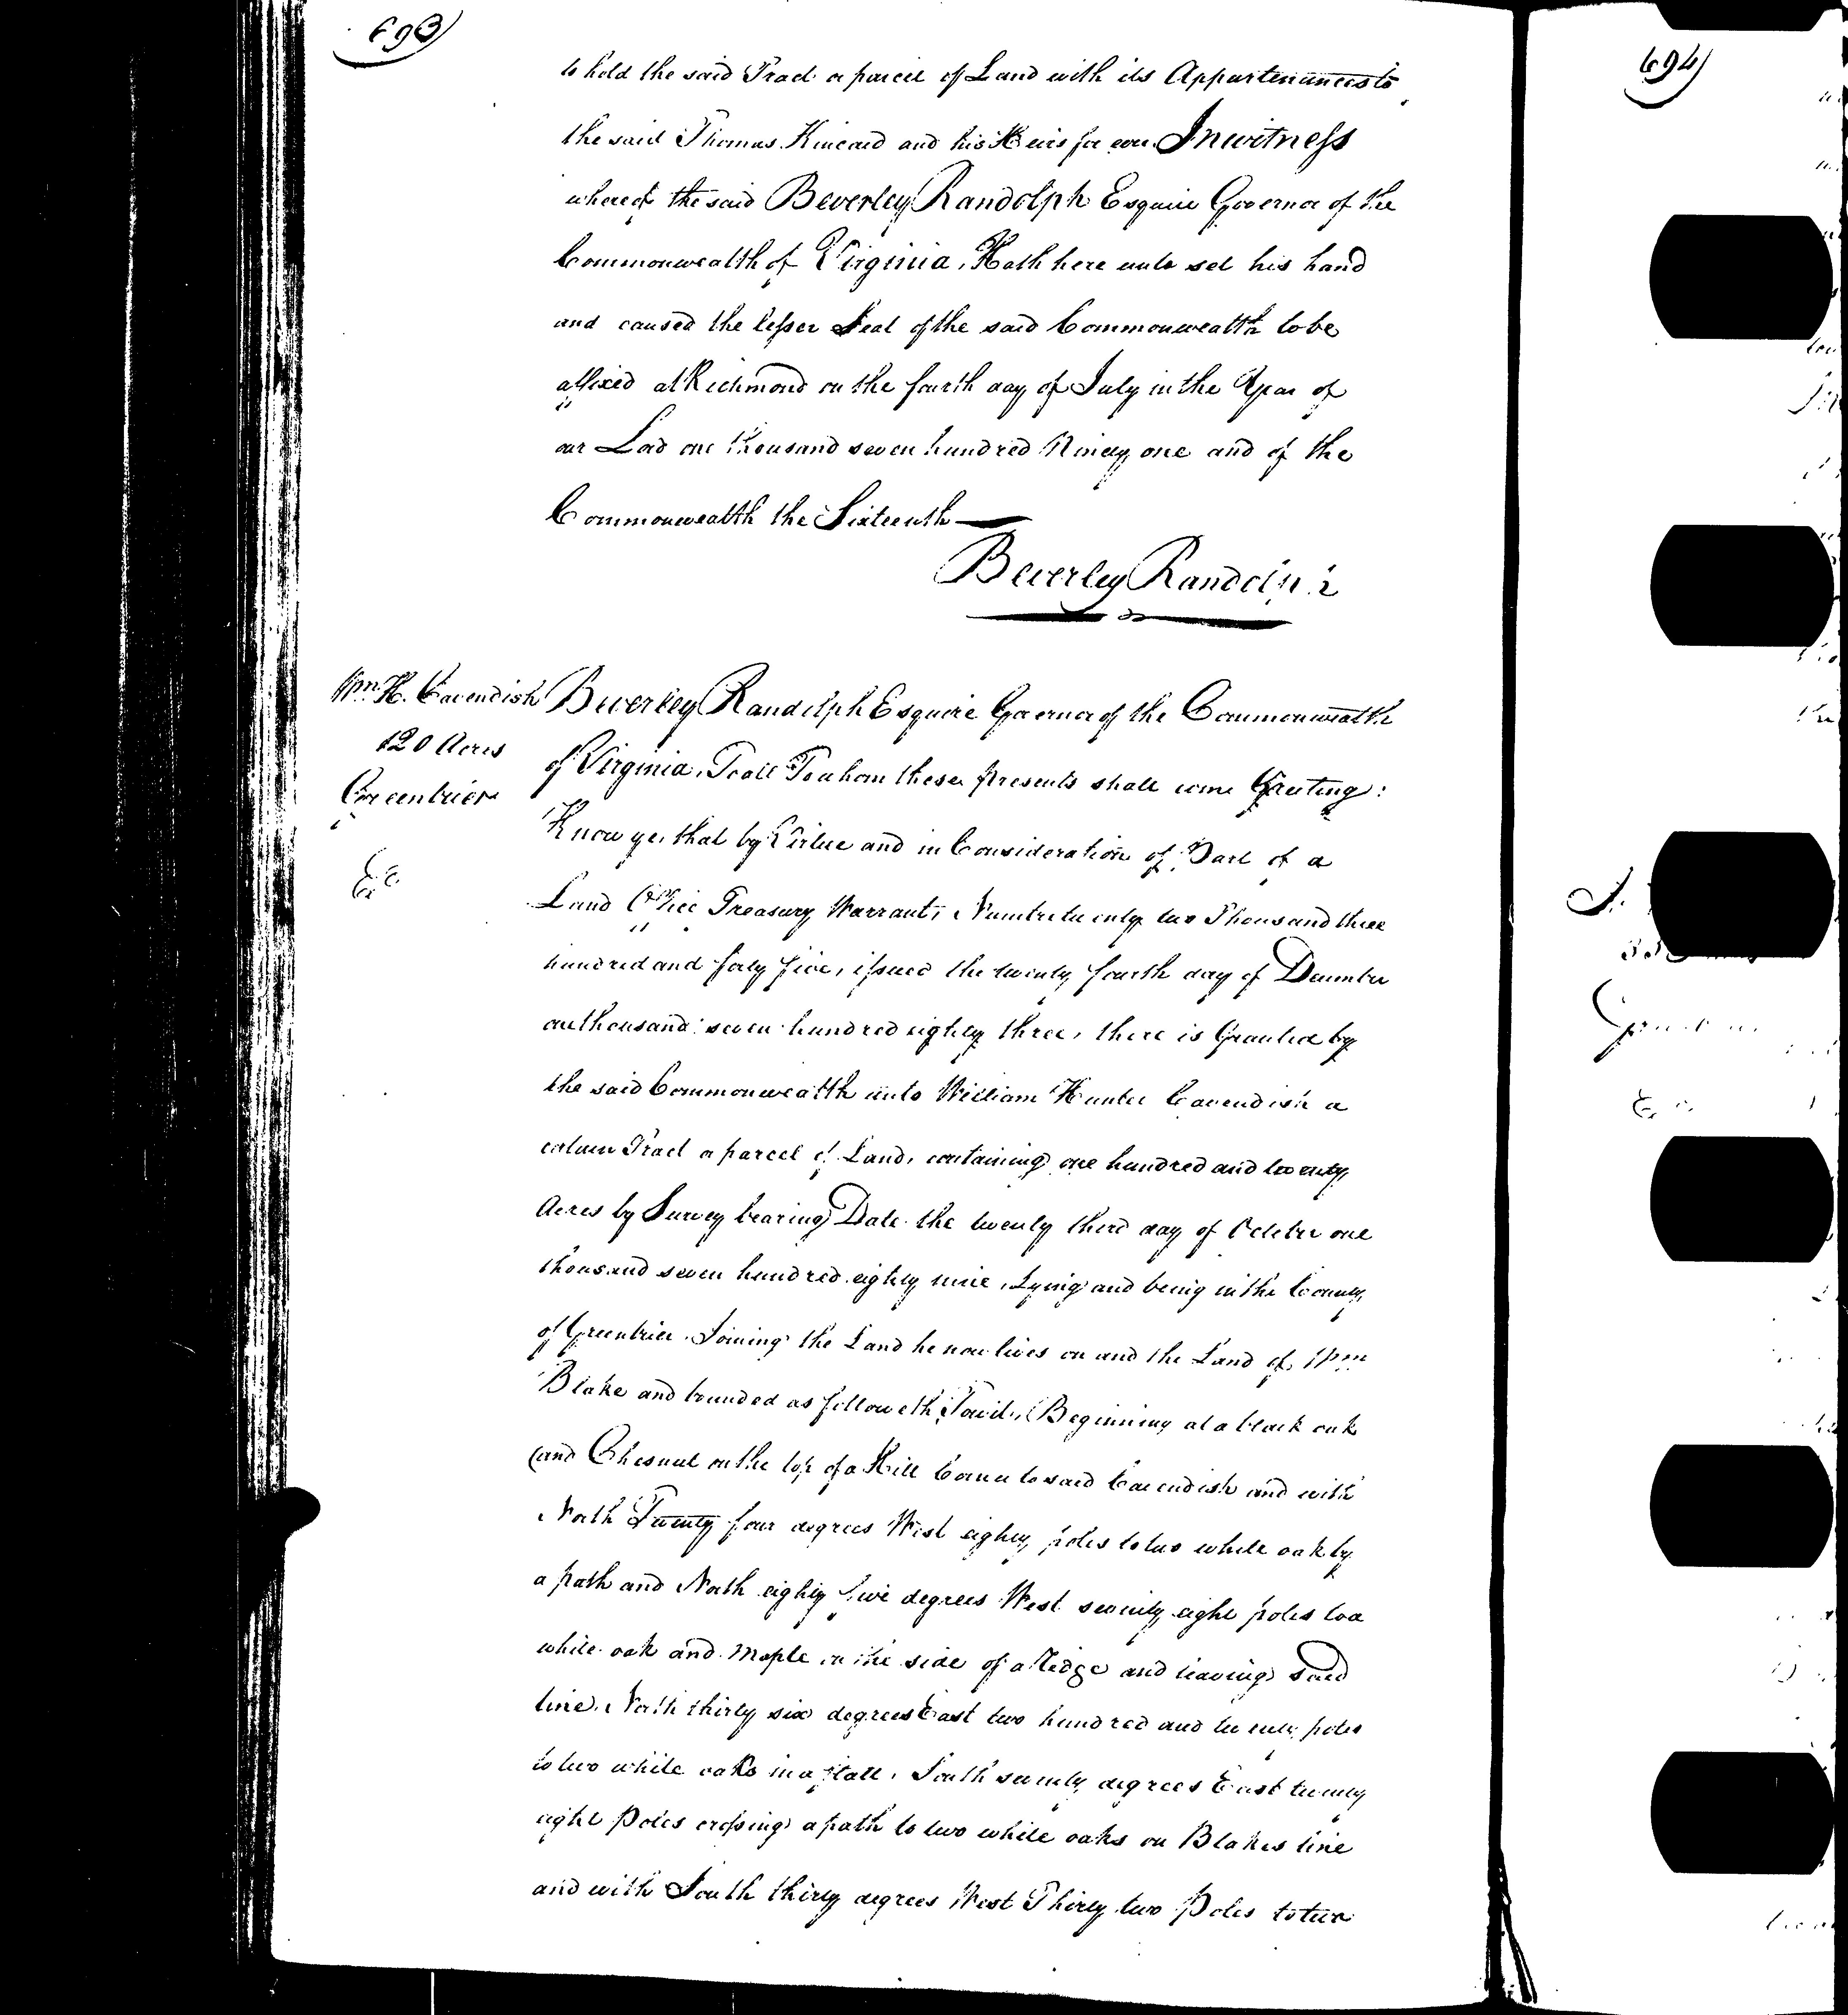 693
to hold the said Tract or parcel of Land with its Appurtenances to
the said Thomas Kincaid and his Heirs for ever. In witness
whereof the said Beverley Randolph Esquire Governor of the
Commonwealth of Virginia, Hath here unto set his hand
and caused the lesser Seal of the said Commonwealth to be
affixed at Richmond on the fourth day of July in the Year of
our Lord one thousand seven hundred Ninety one and of the
Commonwealth the Sixteenth
Beverley Randolph
Wm. H. Cavendish
120 Acres
Greenbrier
Beverley Randolph Esquire Governor of the Commonwealth
of Virginia, To all To whom these presents shall come Greeting:
Know ye, that by Virtue and in Consideration of Part of a
Land Office Treasury Warrant, Number twenty two Thousand three
hundred and forty five, issued the twenty fourth day of December
one thousand seven hundred eighty three, there is Granted by
the said Commonwealth unto William Hunter Cavendish a
certain Tract or parcel of Land, containing one hundred and twenty
Acres by Survey bearing Date the twenty third day of October one
thousand seven hundred eighty nine, Lying and being in the County
of Greenbrier Joining the Land he now lives on and the Land of Wm
Blake and bounded as followeth, Towit, Beginning at a black oak
and Chesnut on the top of a Hill Corner to said Cavendish and with
North Twenty four degrees West eighty poles to two white oak by
a path and North eighty five degrees West seventy eight poles to a
white oak and Maple on the side of a Ridge and leaving said
line, North thirty six degrees East two hundred and twenty poles
to two white oaks in a flatt, South seventy degrees East twenty
eight Poles crossing a path to two white oaks on Blakes line
and with South thirty degrees West Thirty two Poles to two
694